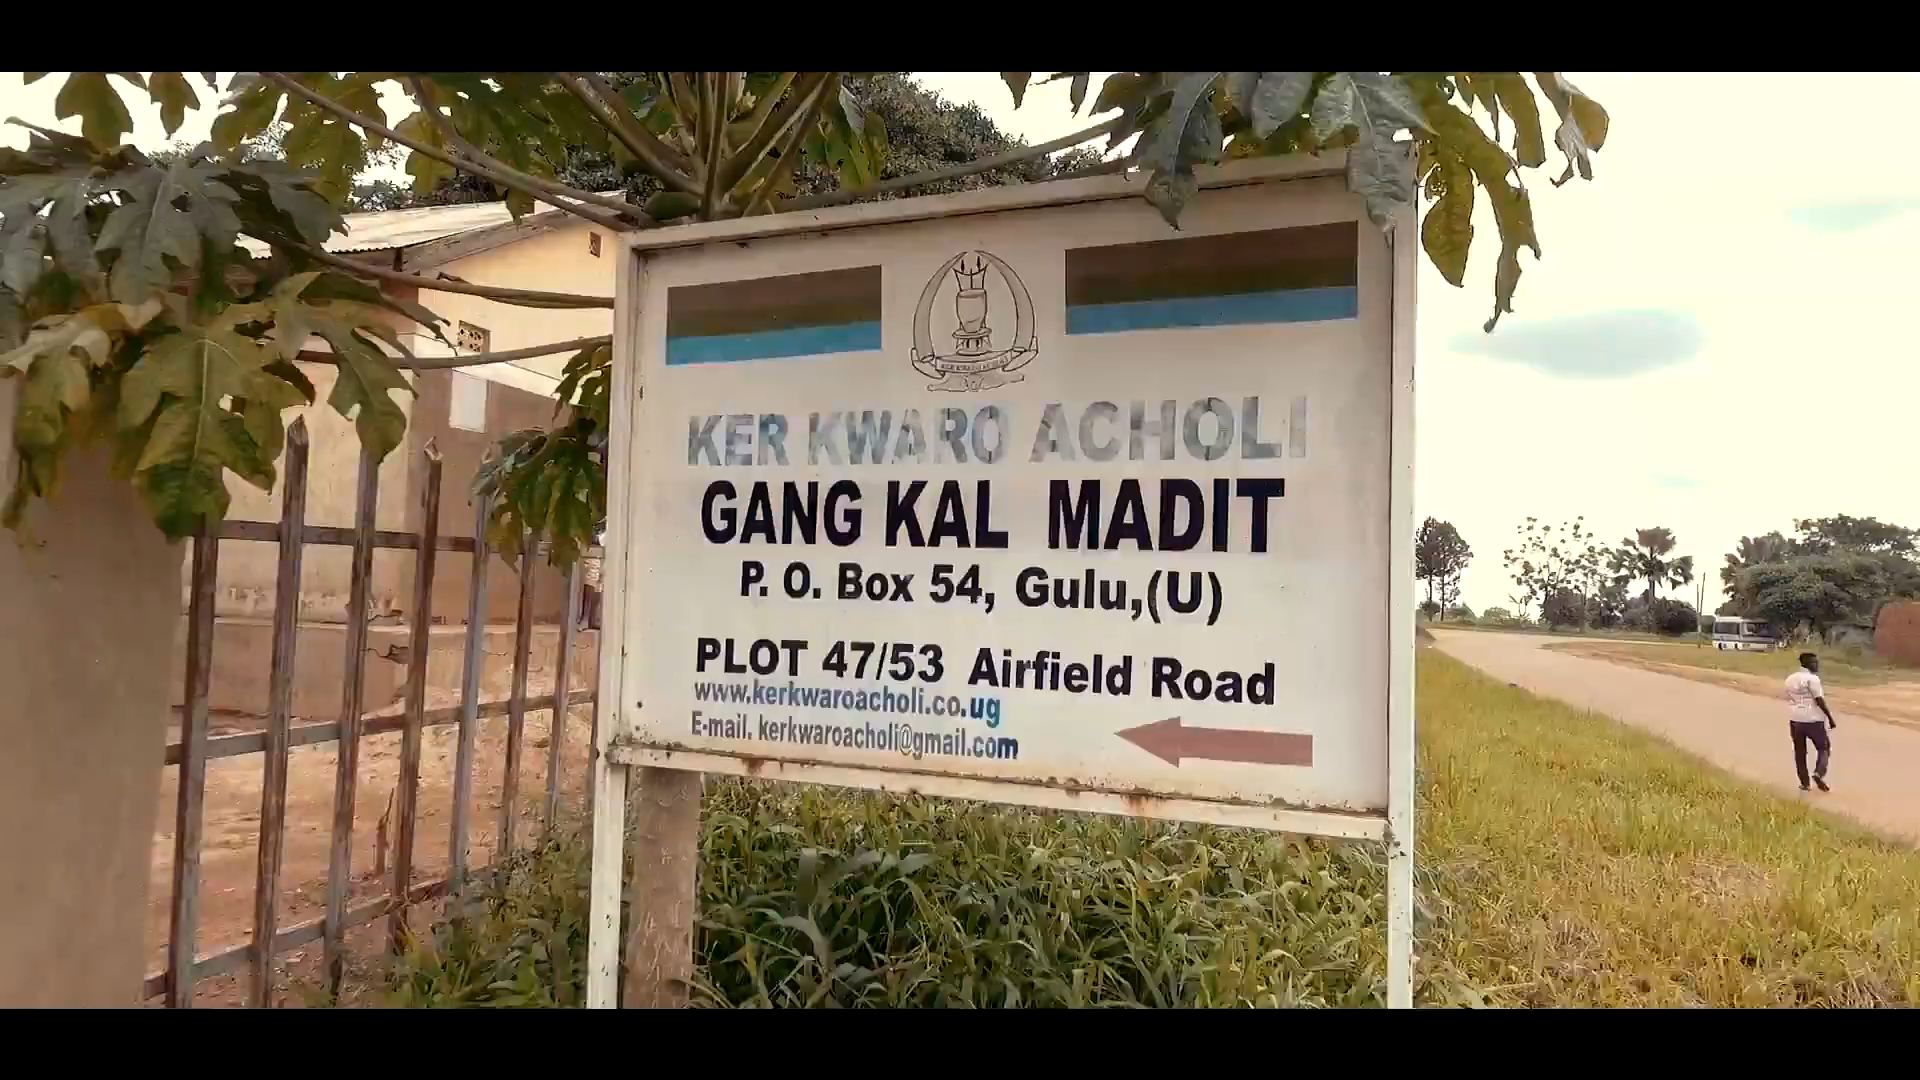 KER KWARO ACHOLI
GANG KAL MADIT
P. O. Box 54, Gulu,(U)
PLOT 47/53 Airfield Road
www.kerkwaroacholi.co.ug
E-mail. kerkwaroacholi@gmail.com